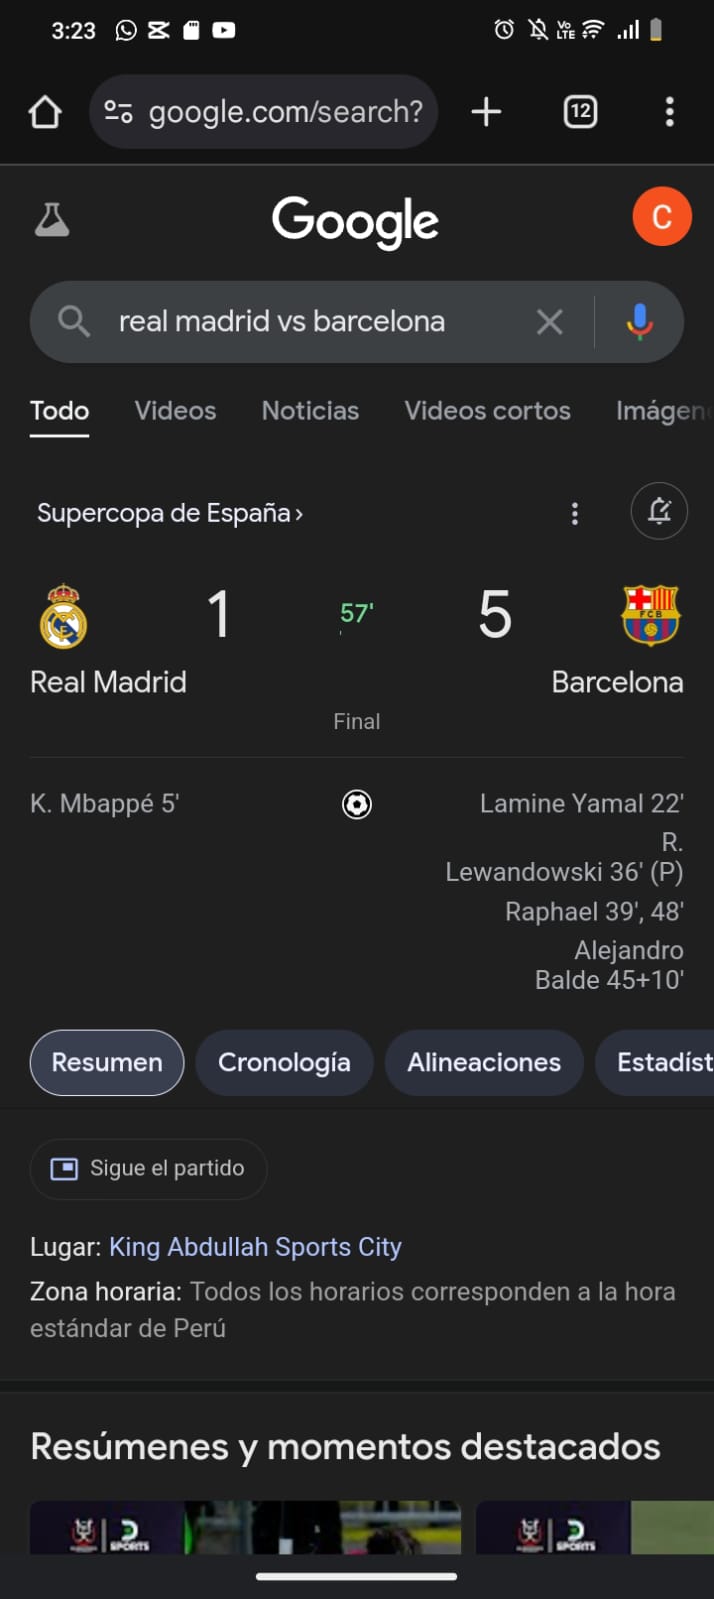 3:23
Vo LTE
google.com/search?
12
Google
C
real madrid vs barcelona
Todo Videos Noticias Videos cortos Imágen
Supercopa de España
1 57' 5
FCB
Real Madrid Barcelona
Final
K. Mbappé 5' Lamine Yamal 22'
R.
Lewandowski 36' (P)
Raphael 39', 48'
Alejandro
Balde 45+10'
Resumen Cronología Alineaciones Estadíst
Sigue el partido
Lugar: King Abdullah Sports City
Zona horaria: Todos los horarios corresponden a la hora
estándar de Perú
Resúmenes y momentos destacados
D SPORTS D SPORTS